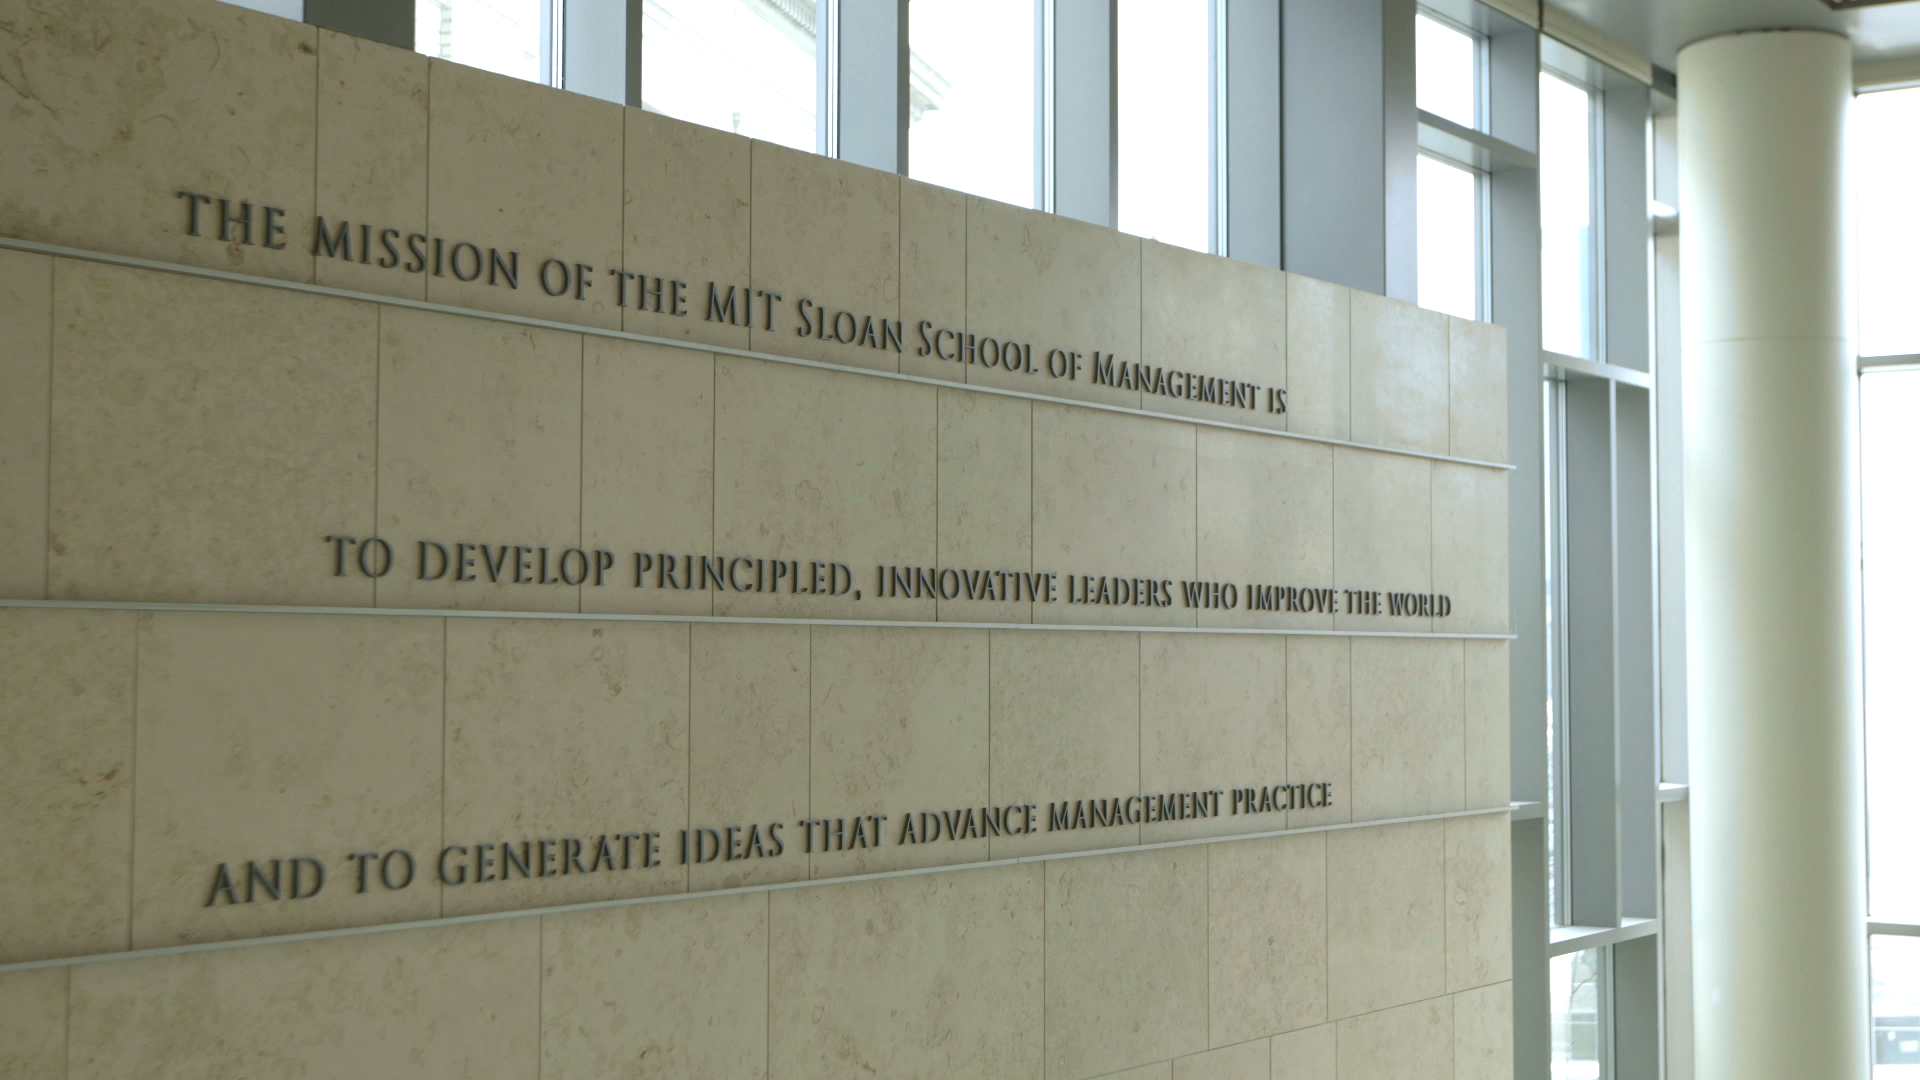 THE MISSION OF THE MIT SLOAN SCHOOL OF MANAGEMENT IS
TO DEVELOP PRINCIPLED, INNOVATIVE LEADERS WHO IMPROVE THE WORLD
AND TO GENERATE IDEAS THAT ADVANCE MANAGEMENT PRACTICE